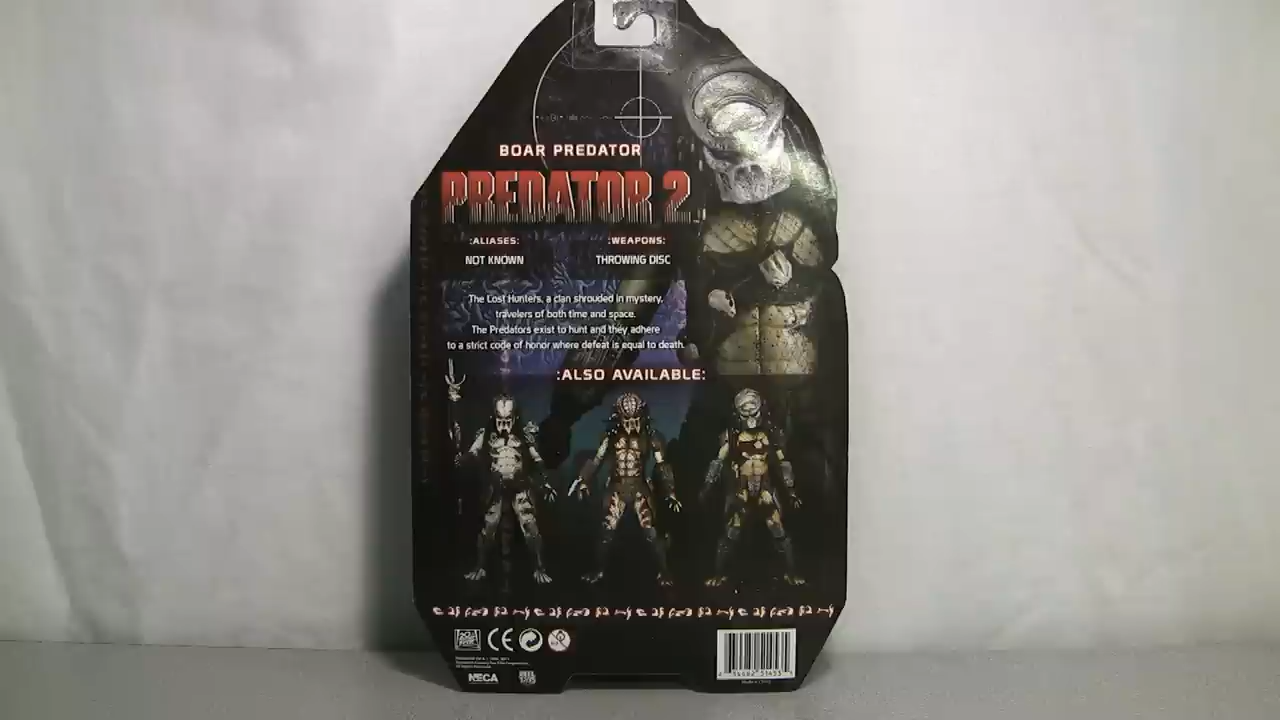 BOAR PREDATOR
PREDATOR 2
:ALIASES: :WEAPONS:
NOT KNOWN THROWING DISC
The Lost Hunters, a clan shrouded in mystery,
travelers of both time and space.
The Predators exist to hunt and they adhere
to a strict code of honor where defeat is equal to death.
:ALSO AVAILABLE:
CE
NECA